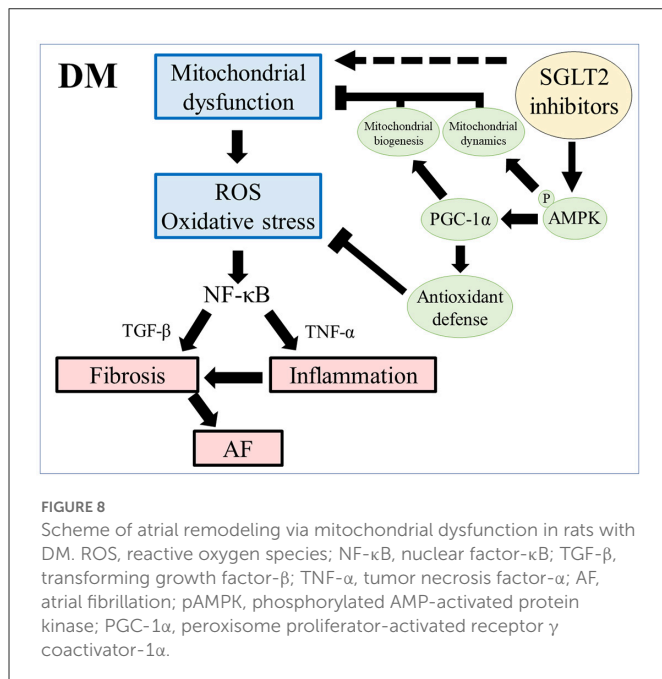 DM
Mitochondrial
dysfunction
SGLT2
inhibitors
Mitochondrial
biogenesis
Mitochondrial
dynamics
ROS
Oxidative stress
P
PGC-1α
AMPK
NF-κB
Antioxidant
defense
TGF-β
TNF-α
Fibrosis
Inflammation
AF
FIGURE 8
Scheme of atrial remodeling via mitochondrial dysfunction in rats with
DM. ROS, reactive oxygen species; NF-κB, nuclear factor-κB; TGF-β,
transforming growth factor-β; TNF-α, tumor necrosis factor-α; AF,
atrial fibrillation; pAMPK, phosphorylated AMP-activated protein
kinase; PGC-1α, peroxisome proliferator-activated receptor γ
coactivator-1α.